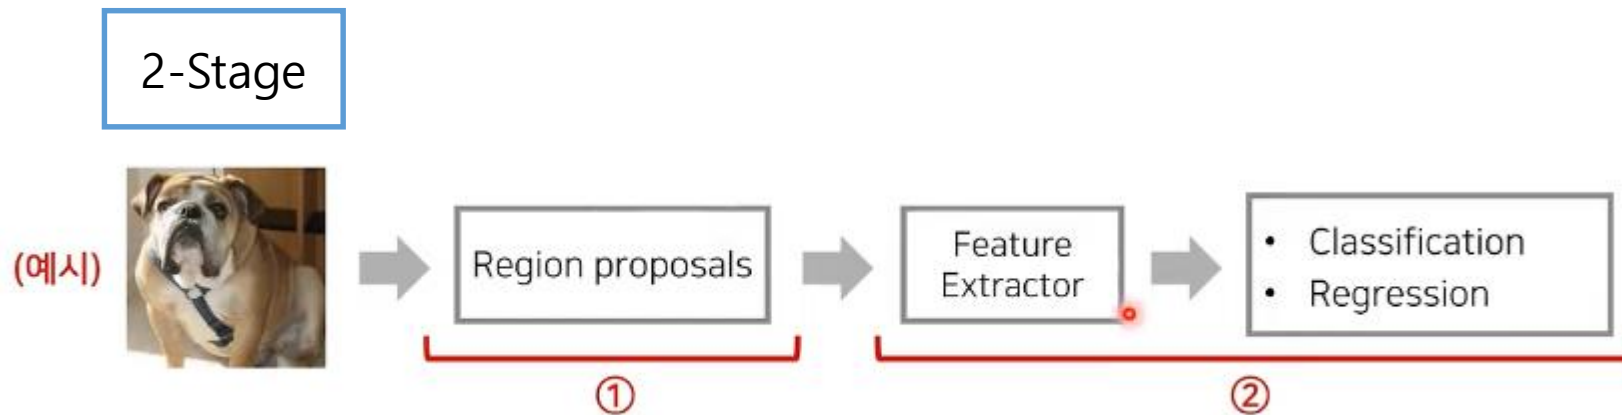 2-Stage
(예시)
Region proposals
Feature
Extractor
• Classification
• Regression
①
②